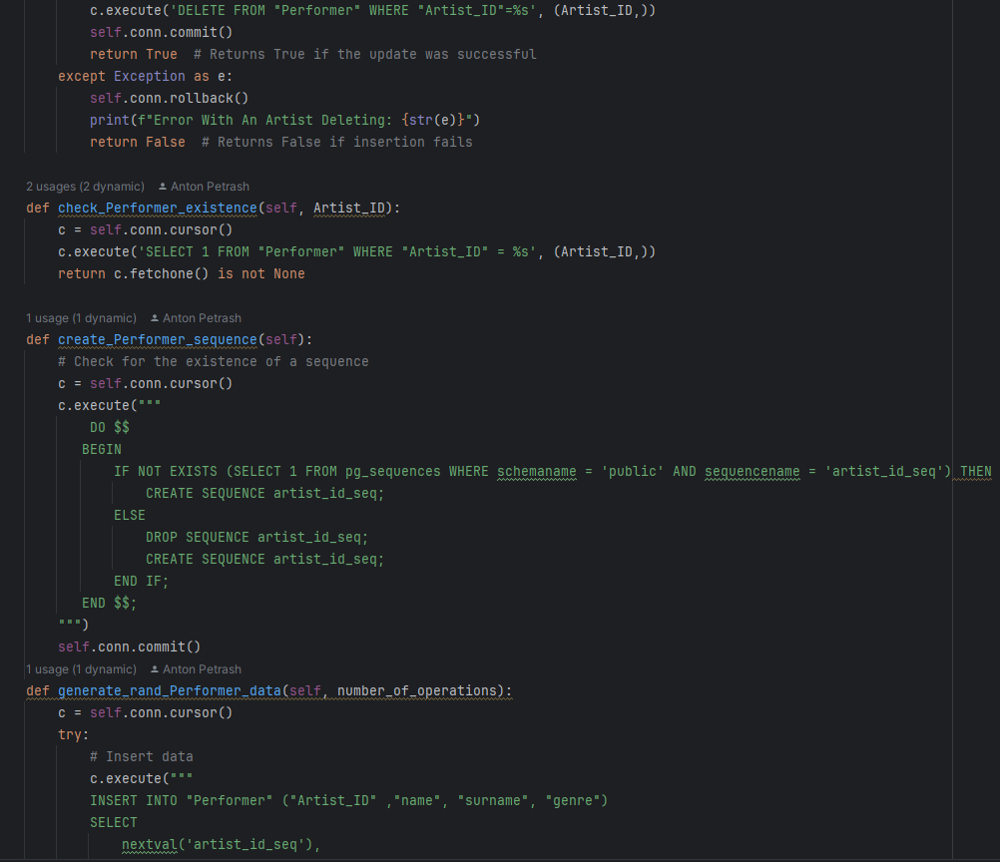 c.execute('DELETE FROM "Performer" WHERE "Artist_ID"=%s', (Artist_ID,))
self.conn.commit()
return True  # Returns True if the update was successful
except Exception as e:
self.conn.rollback()
print(f"Error With An Artist Deleting: {str(e)}")
return False  # Returns False if insertion fails
2 usages (2 dynamic) Anton Petrash
def check_Performer_existence(self, Artist_ID):
c = self.conn.cursor()
c.execute('SELECT 1 FROM "Performer" WHERE "Artist_ID" = %s', (Artist_ID,))
return c.fetchone() is not None
1 usage (1 dynamic) Anton Petrash
def create_Performer_sequence(self):
# Check for the existence of a sequence
c = self.conn.cursor()
c.execute("""
DO $$
BEGIN
IF NOT EXISTS (SELECT 1 FROM pg_sequences WHERE schemaname = 'public' AND sequencename = 'artist_id_seq') THEN
CREATE SEQUENCE artist_id_seq;
ELSE
DROP SEQUENCE artist_id_seq;
CREATE SEQUENCE artist_id_seq;
END IF;
END $$;
""")
self.conn.commit()
1 usage (1 dynamic) Anton Petrash
def generate_rand_Performer_data(self, number_of_operations):
c = self.conn.cursor()
try:
# Insert data
c.execute("""
INSERT INTO "Performer" ("Artist_ID" ,"name", "surname", "genre")
SELECT
nextval('artist_id_seq'),